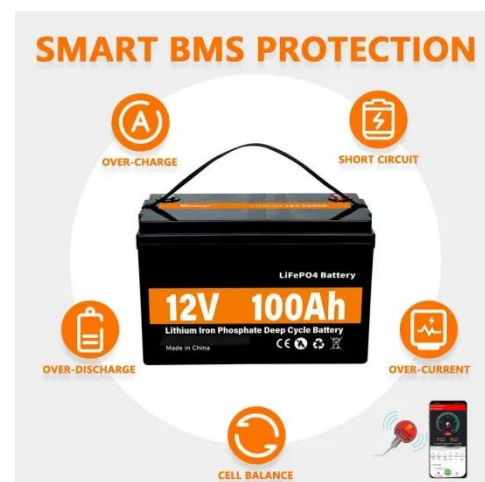 SMART BMS PROTECTION
A
OVER-CHARGE
SHORT CIRCUIT
LiFePO4 Battery
12V 100Ah
Lithium Iron Phosphate Deep Cycle Battery
Made in China
CE
OVER-DISCHARGE
OVER-CURRENT
CELL BALANCE